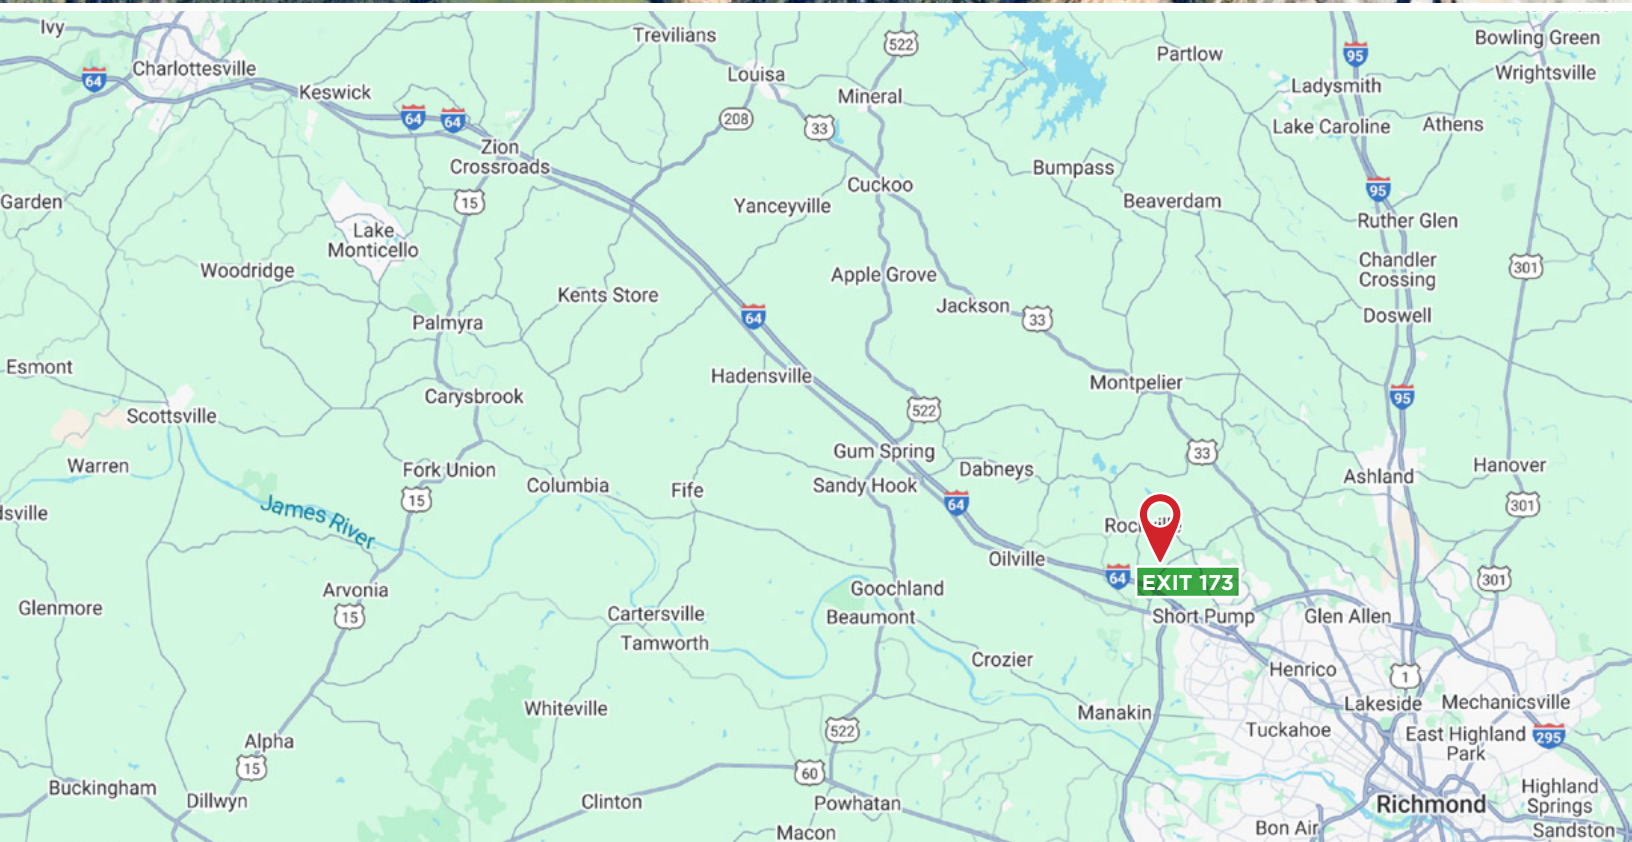 Ivy
Trevilians
522
Partlow
95
Bowling Green
Charlottesville
64
Louisa
Wrightsville
Keswick
Mineral
Ladysmith
64
64
208
33
Lake Caroline
Athens
Zion
Crossroads
Bumpass
Cuckoo
95
Garden
15
Yanceyville
Beaverdam
Ruther Glen
Lake
Monticello
Woodridge
Apple Grove
Chandler
Crossing
301
Kents Store
Jackson
33
64
Palmyra
Doswell
Esmont
Hadensville
Montpelier
Carysbrook
95
Scottsville
522
Gum Spring
33
Warren
Fork Union
Dabneys
Ashland
Hanover
Columbia
Fife
Sandy Hook
15
64
301
James River
Oilville
64
EXIT 173
301
Arvonia
Goochland
Glenmore
15
Cartersville
Beaumont
Short Pump
Glen Allen
Tamworth
Crozier
Henrico
1
Whiteville
Manakin
Lakeside
Mechanicsville
522
Tuckahoe
East Highland
Park
295
Alpha
15
60
Buckingham
Dillwyn
Clinton
Powhatan
Richmond
Highland
Springs
Macon
Bon Air
Sandston